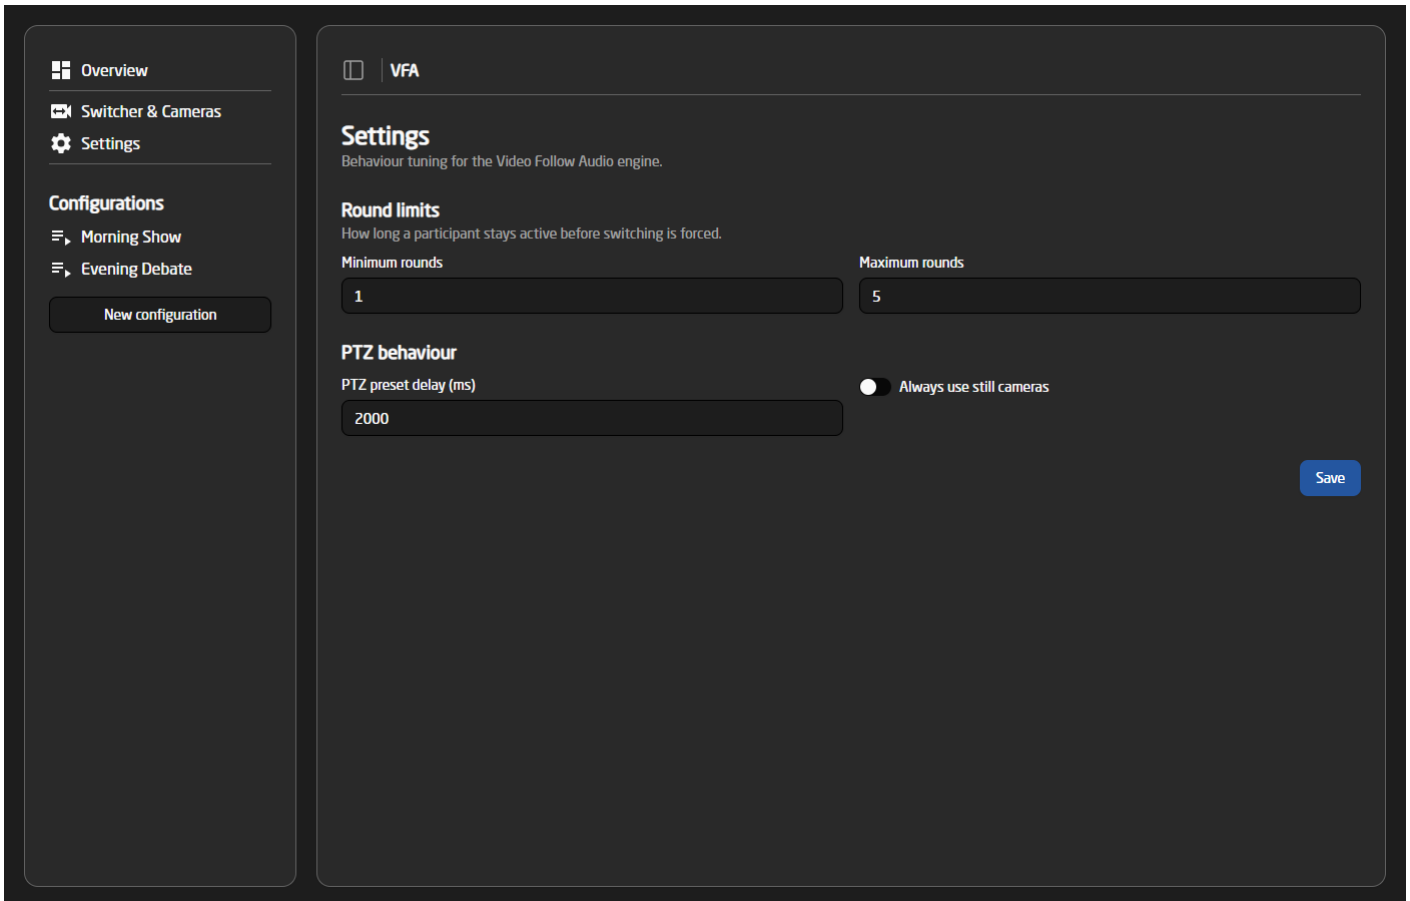 Overview
Switcher & Cameras
Settings
Configurations
Morning Show
Evening Debate
New configuration
VFA
Settings
Behaviour tuning for the Video Follow Audio engine.
Round limits
How long a participant stays active before switching is forced.
Minimum rounds
Maximum rounds
1
5
PTZ behaviour
PTZ preset delay (ms)
Always use still cameras
2000
Save